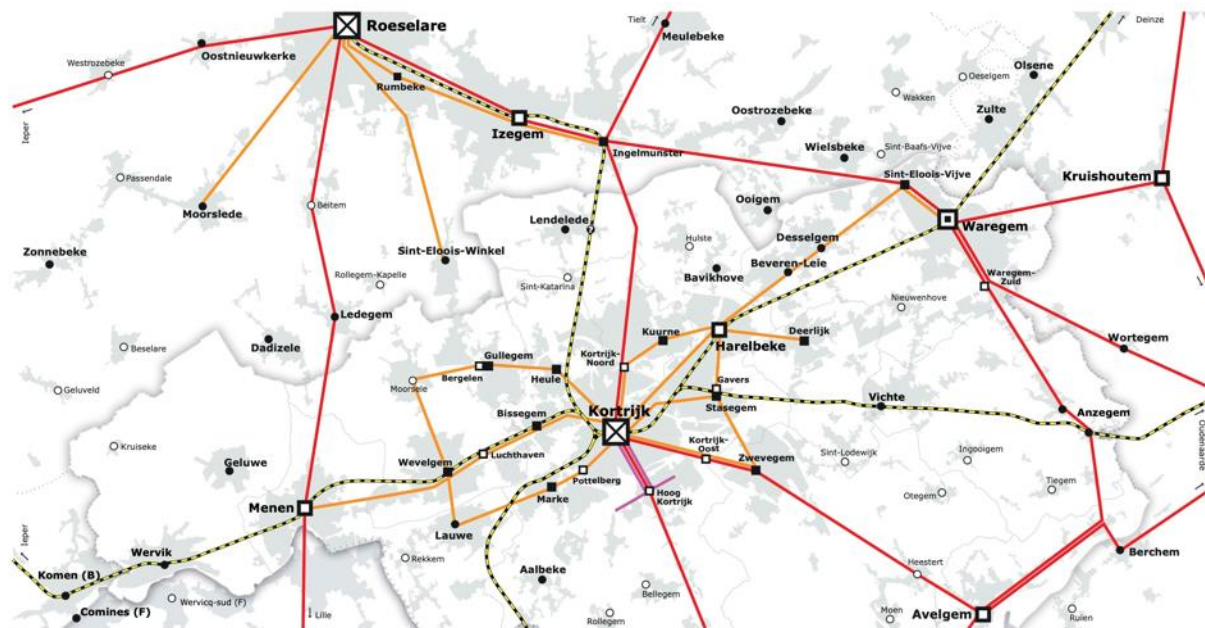 Roeselare
Oostnieuwkerke
Westrozebeke
Rumbeke
Tielt
Meulebeke
Deinze
Olsene
Oeselgem
Wakken
Zulte
Oostrozebeke
Izegem
Ieper
Ingelmunster
Wielsbeke
Sint-Baafs-Vijve
Sint-Eloois-Vijve
Kruishoutem
Passendale
Moorslede
Beitem
Lendelede
?
Ooigem
Waregem
Zonnebeke
Sint-Eloois-Winkel
Hulste
Desselgem
Rollegem-Kapelle
Sint-Katarina
Bavikhove
Beveren-Leie
Waregem-
Zuid
Nieuwenhove
Ledegem
Kuurne
Harelbeke
Deerlijk
Wortegem
Beselare
Dadizele
Gullegem
Bergelen
Heule
Kortrijk-
Noord
Geluveld
Moorsele
Gavers
Stasegem
Vichte
Anzegem
Oudenaarde
Bissegem
Kortrijk
Kruiseke
Luchthaven
Kortrijk-
Oost
Zwevegem
Sint-Lodewijk
Ingooigem
Geluwe
Wevelgem
Pottelberg
Marke
Hoog
Kortrijk
Otegem
Tiegem
Menen
Lauwe
Ieper
Wervik
Rekkem
Aalbeke
Berchem
Komen (B)
Wervicq-sud (F)
Bellegem
Heestert
Comines (F)
Lille
Rollegem
Moen
Avelgem
Ruien